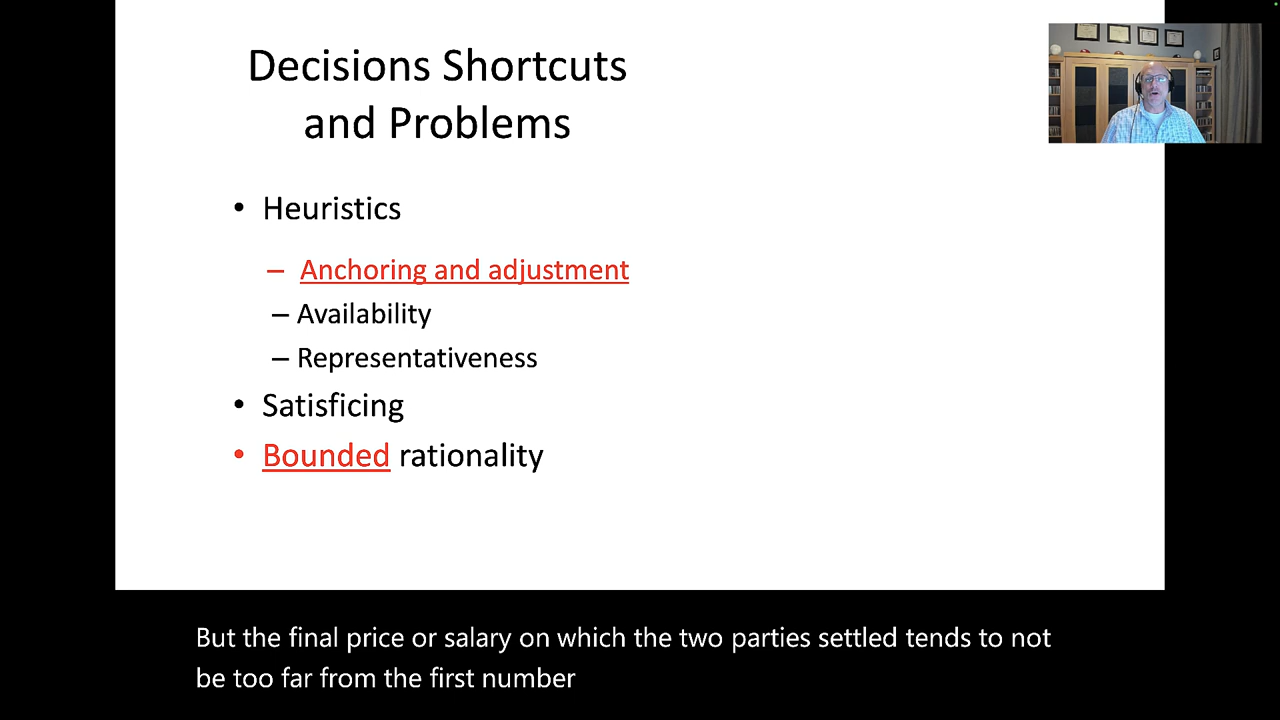 Decisions Shortcuts
and Problems
• Heuristics
– Anchoring and adjustment
– Availability
– Representativeness
• Satisficing
• Bounded rationality
But the final price or salary on which the two parties settled tends to not
be too far from the first number